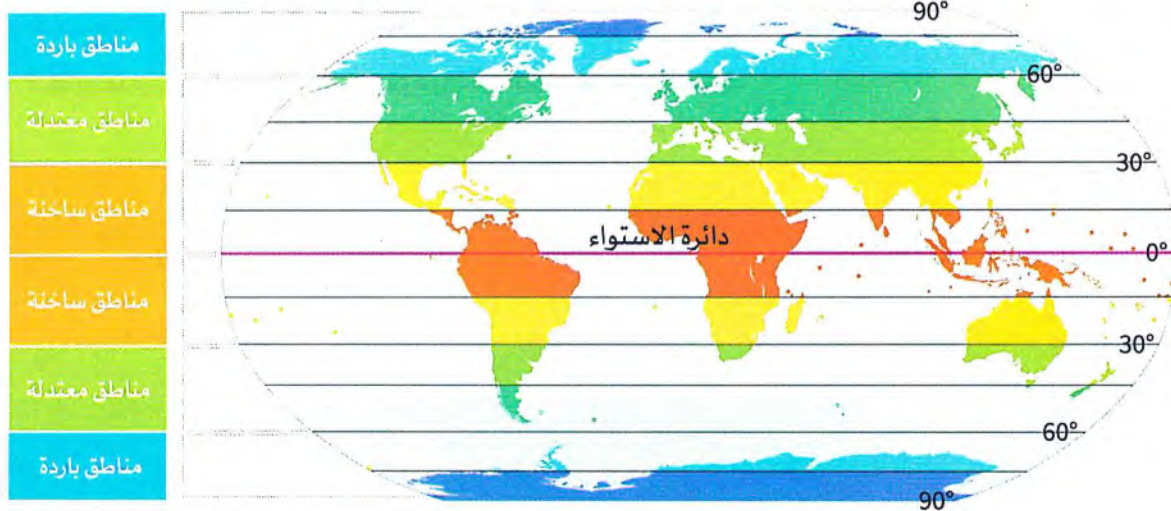 90°
مناطق باردة
60°
مناطق معتدلة
30°
مناطق ساخنة
دائرة الاستواء
0°
مناطق ساخنة
30°
مناطق معتدلة
60°
مناطق باردة
90°